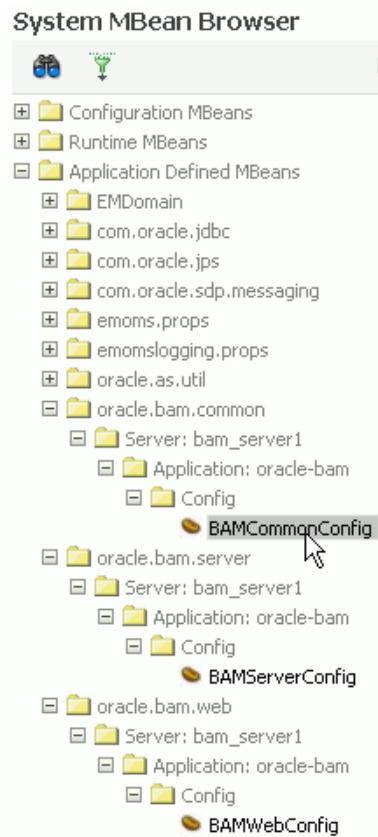 System MBean Browser
Configuration MBeans
Runtime MBeans
Application Defined MBeans
EMDomain
com.oracle.jdbc
com.oracle.jps
com.oracle.sdp.messaging
emoms.props
emomslogging.props
oracle.as.util
oracle.bam.common
Server: bam_server1
Application: oracle-bam
Config
BAMCommonConfig
oracle.bam.server
Server: bam_server1
Application: oracle-bam
Config
BAMServerConfig
oracle.bam.web
Server: bam_server1
Application: oracle-bam
Config
BAMWebConfig